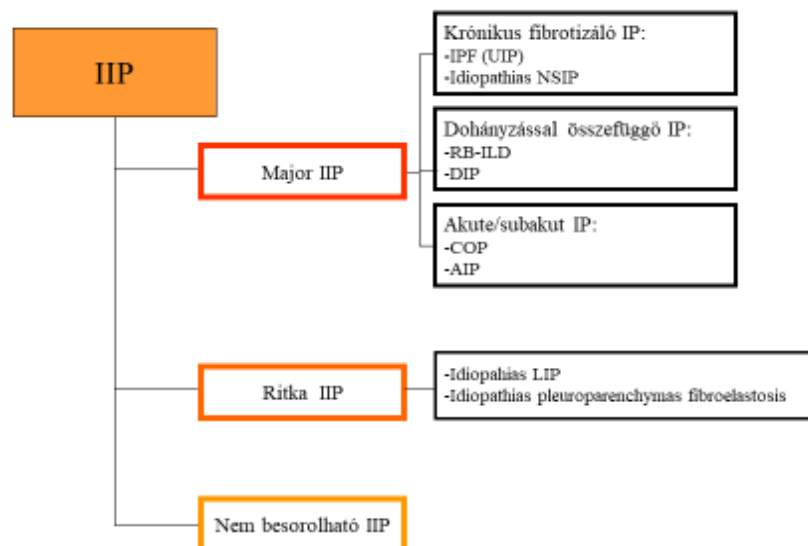 IIP
Major IIP
Krónikus fibrotizáló IP:
-IPF (UIP)
-Idiopathias NSIP
Dohányzással összefüggő IP:
-RB-ILD
-DIP
Akute/subakut IP:
-COP
-AIP
Ritka IIP
-Idiopahias LIP
-Idiopathias pleuroparenchymas fibroelastosis
Nem besorolható IIP